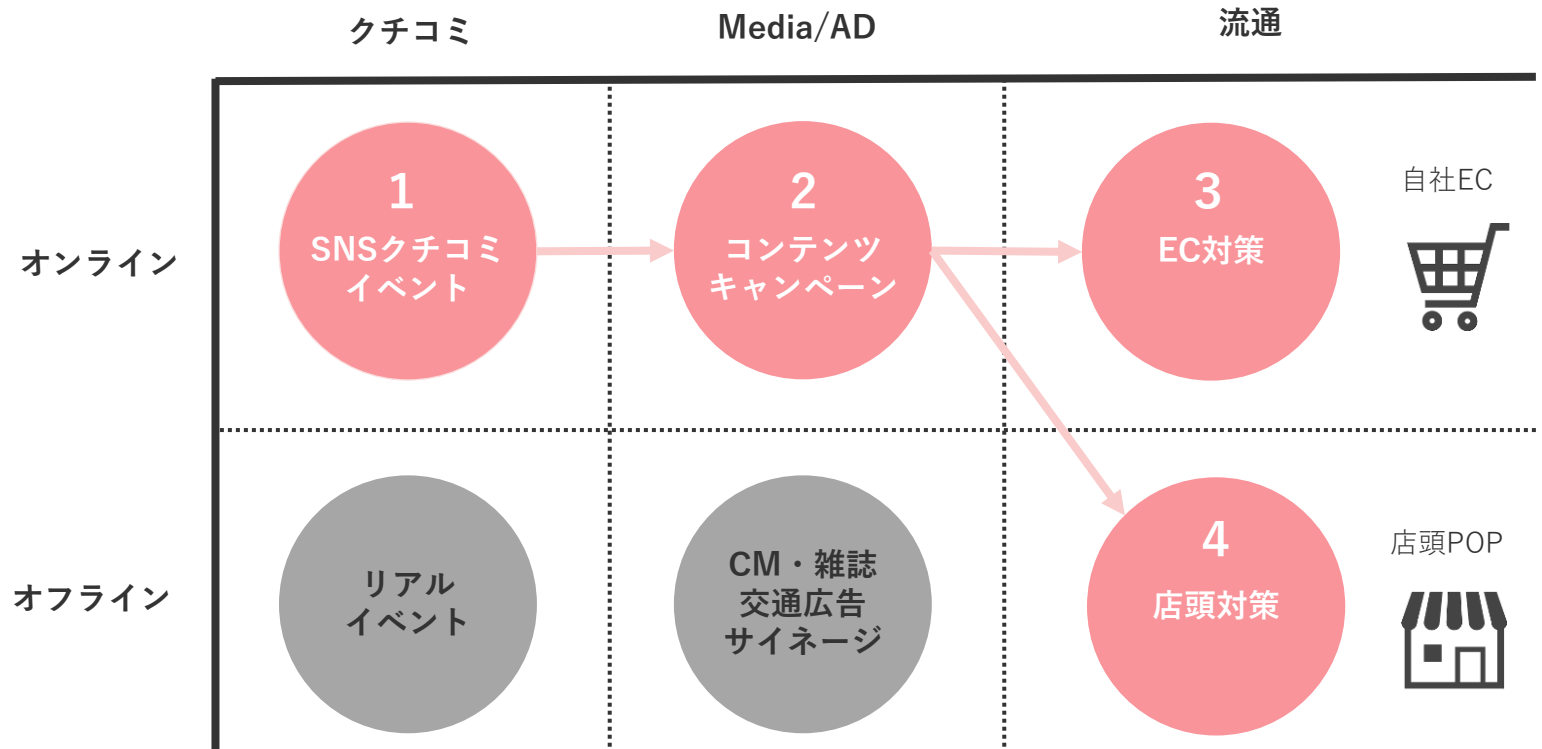 クチコミ
Media/AD
流通
オンライン
1
SNSクチコミ
イベント
2
コンテンツ
キャンペーン
3
EC対策
自社EC
オフライン
リアル
イベント
CM・雑誌
交通広告
サイネージ
4
店頭対策
店頭POP